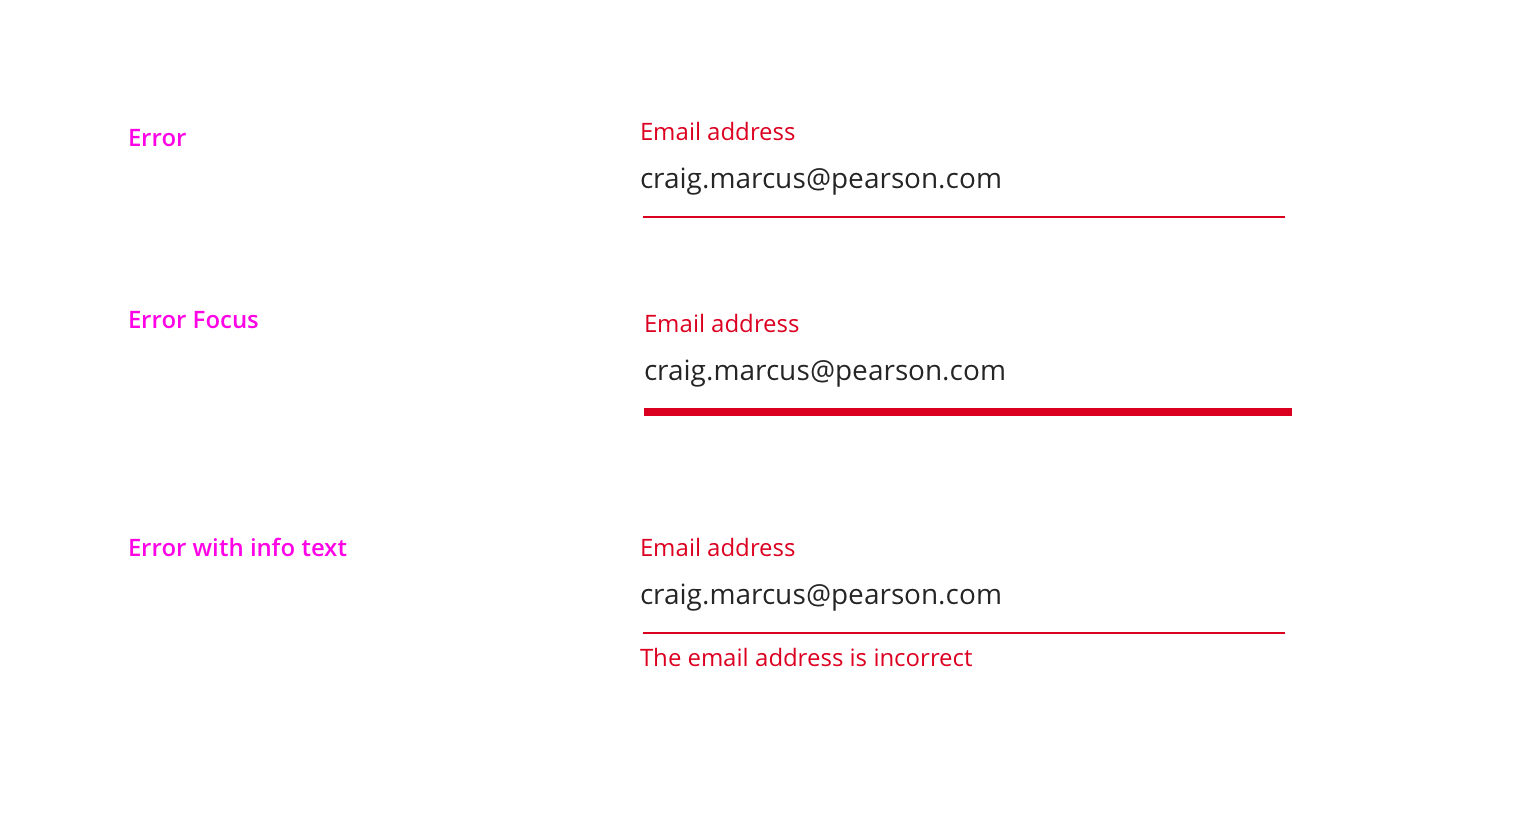 Error
Email address
craig.marcus@pearson.com
Error Focus
Email address
craig.marcus@pearson.com
Error with info text
Email address
craig.marcus@pearson.com
The email address is incorrect